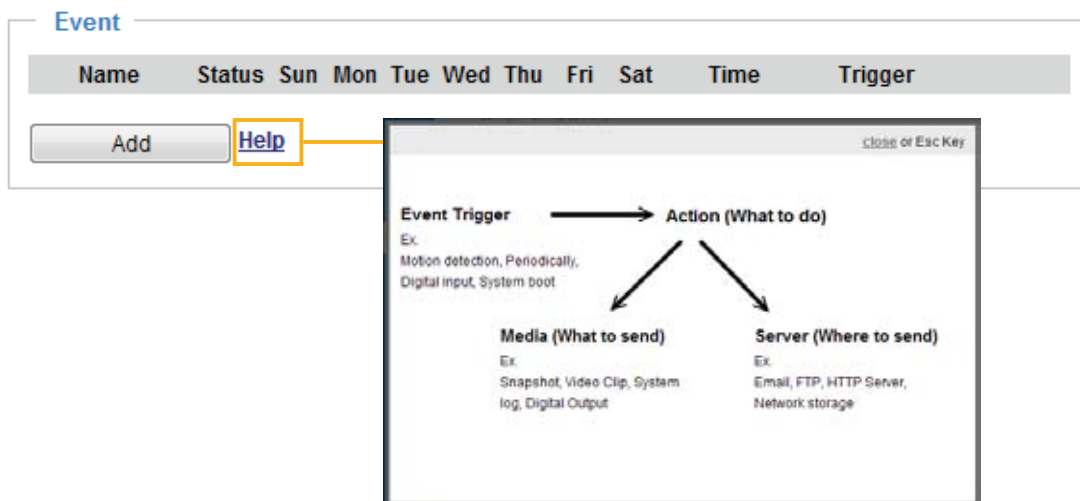 Event
Name Status Sun Mon Tue Wed Thu Fri Sat Time Trigger
Add Help
close or Esc Key
Event Trigger
Ex.
Motion detection, Periodically,
Digital input, System boot
Action (What to do)
Media (What to send)
Ex.
Snapshot, Video Clip, System
log, Digital Output
Server (Where to send)
Ex.
Email, FTP, HTTP Server,
Network storage